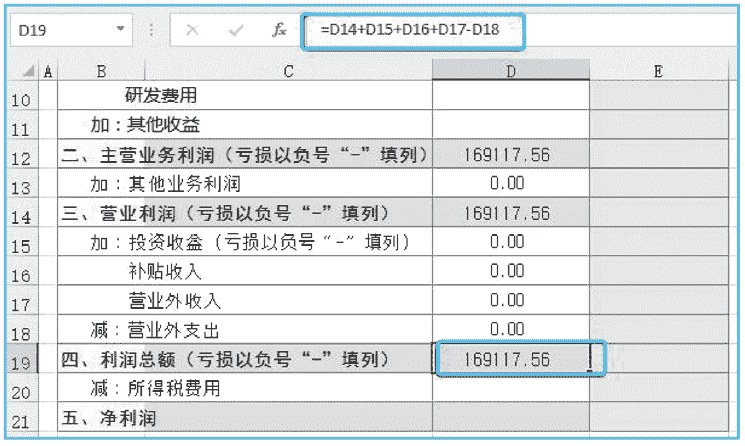 D19 fx =D14+D15+D16+D17-D18
A B C D E
10 研发费用
11 加：其他收益
12 二、主营业务利润（亏损以负号“-”填列） 169117.56
13 加：其他业务利润 0.00
14 三、营业利润（亏损以负号“-”填列） 169117.56
15 加：投资收益（亏损以负号“-”填列） 0.00
16 补贴收入 0.00
17 营业外收入 0.00
18 减：营业外支出 0.00
19 四、利润总额（亏损以负号“-”填列） 169117.56
20 减：所得税费用
21 五、净利润